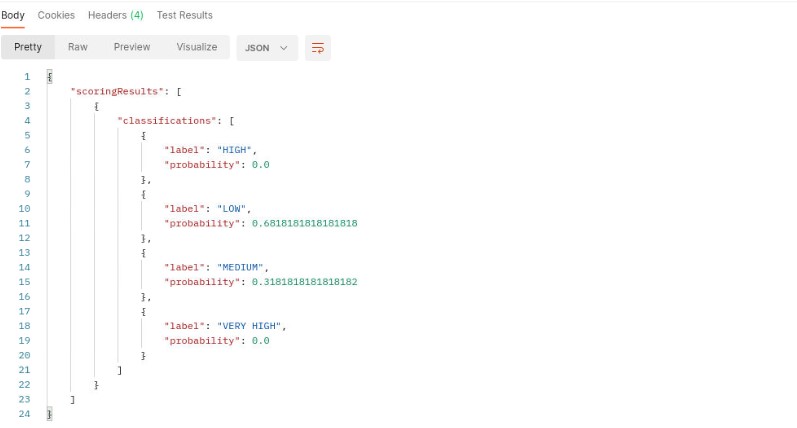 Body Cookies Headers (4) Test Results
Pretty Raw Preview Visualize JSON
1 {
2 "scoringResults": [
3 {
4 "classifications": [
5 {
6 "label": "HIGH",
7 "probability": 0.0
8 },
9 {
10 "label": "LOW",
11 "probability": 0.6818181818181818
12 },
13 {
14 "label": "MEDIUM",
15 "probability": 0.3181818181818182
16 },
17 {
18 "label": "VERY HIGH",
19 "probability": 0.0
20 }
21 ]
22 }
23 ]
24 }